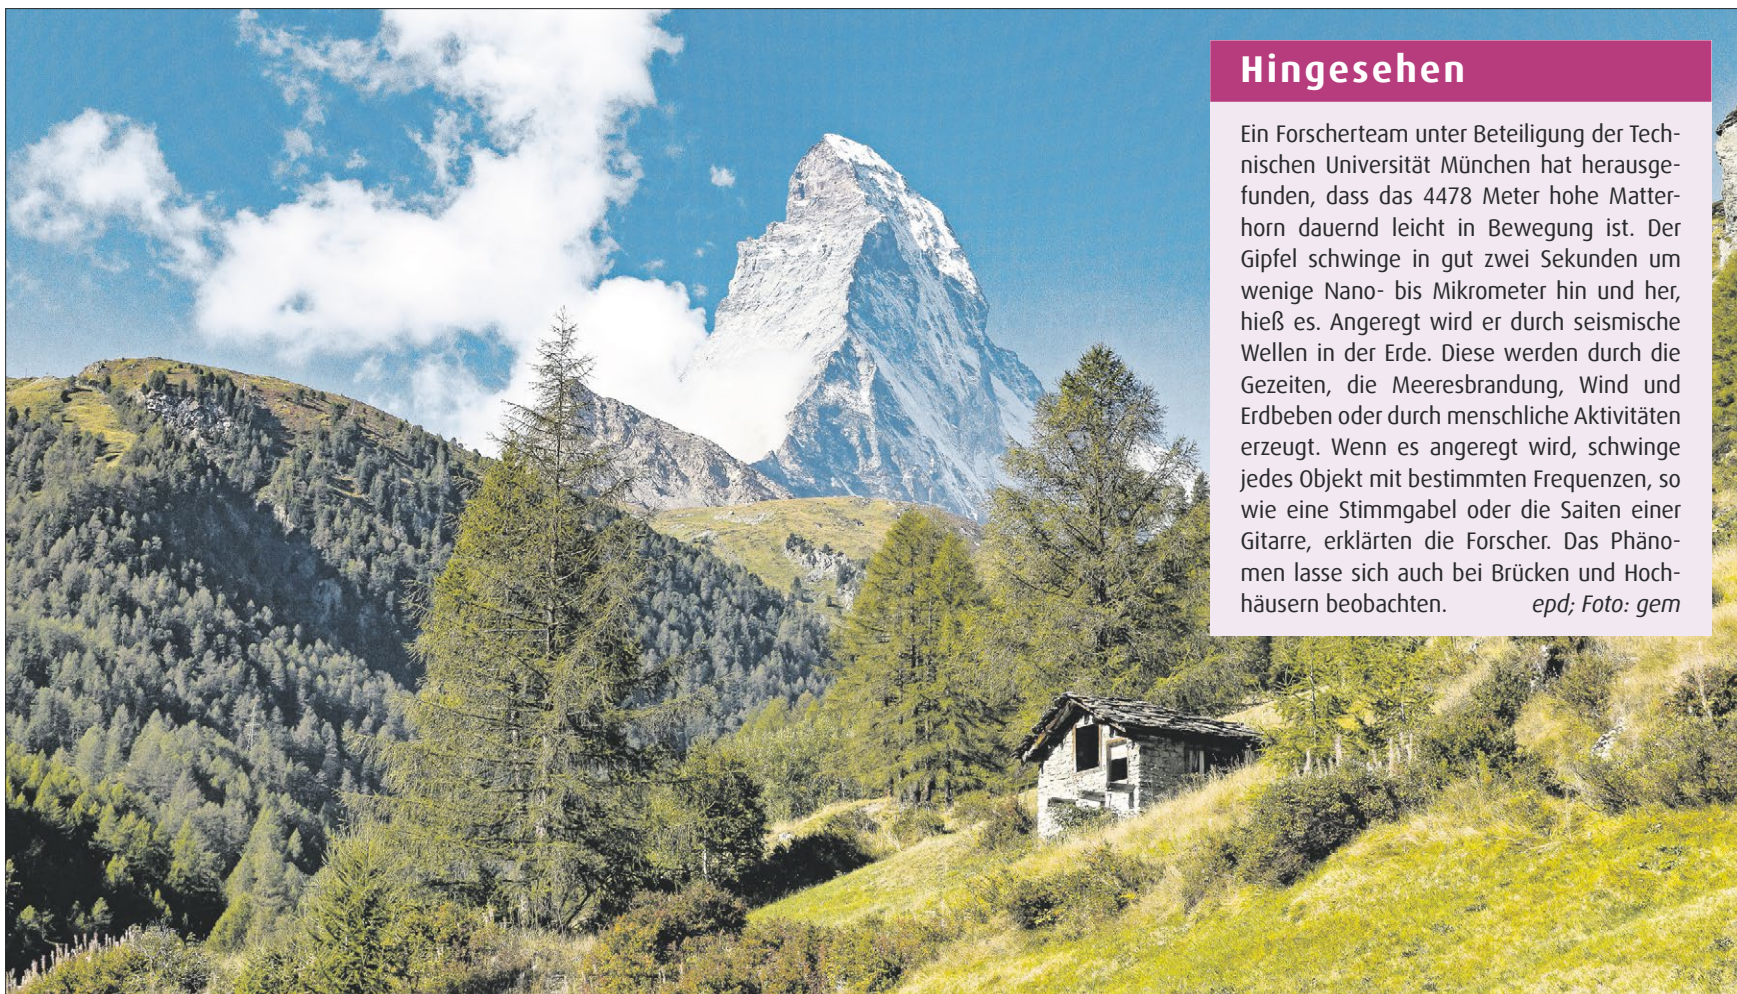 Hingesehen
Ein Forscherteam unter Beteiligung der Tech-
nischen Universität München hat herausge-
funden, dass das 4478 Meter hohe Matter-
horn dauernd leicht in Bewegung ist. Der
Gipfel schwinge in gut zwei Sekunden um
wenige Nano- bis Mikrometer hin und her,
hieß es. Angeregt wird er durch seismische
Wellen in der Erde. Diese werden durch die
Gezeiten, die Meeresbrandung, Wind und
Erdbeben oder durch menschliche Aktivitäten
erzeugt. Wenn es angeregt wird, schwinge
jedes Objekt mit bestimmten Frequenzen, so
wie eine Stimmgabel oder die Saiten einer
Gitarre, erklärten die Forscher. Das Phäno-
men lasse sich auch bei Brücken und Hoch-
häusern beobachten. epd; Foto: gem